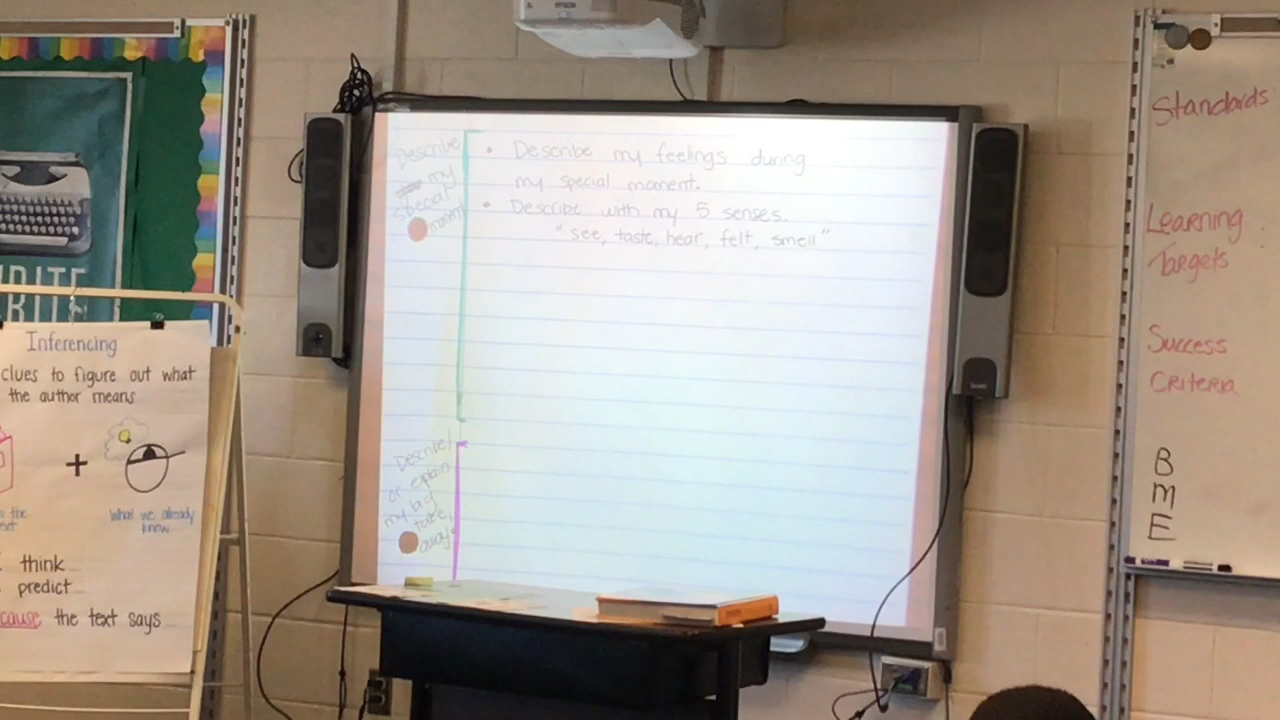 EPSON
Inferencing
clues to figure out what
the author means
+
What we already
know
think
predict
cause the text says
Describe
my
special
moment
• Describe my feelings during
my special moment.
• Describe with my 5 senses.
"see, taste, hear, felt, smell"
Describe/
or explain
my big
take
away
Standards
Learning
Targets
Success
Criteria
B
M
E